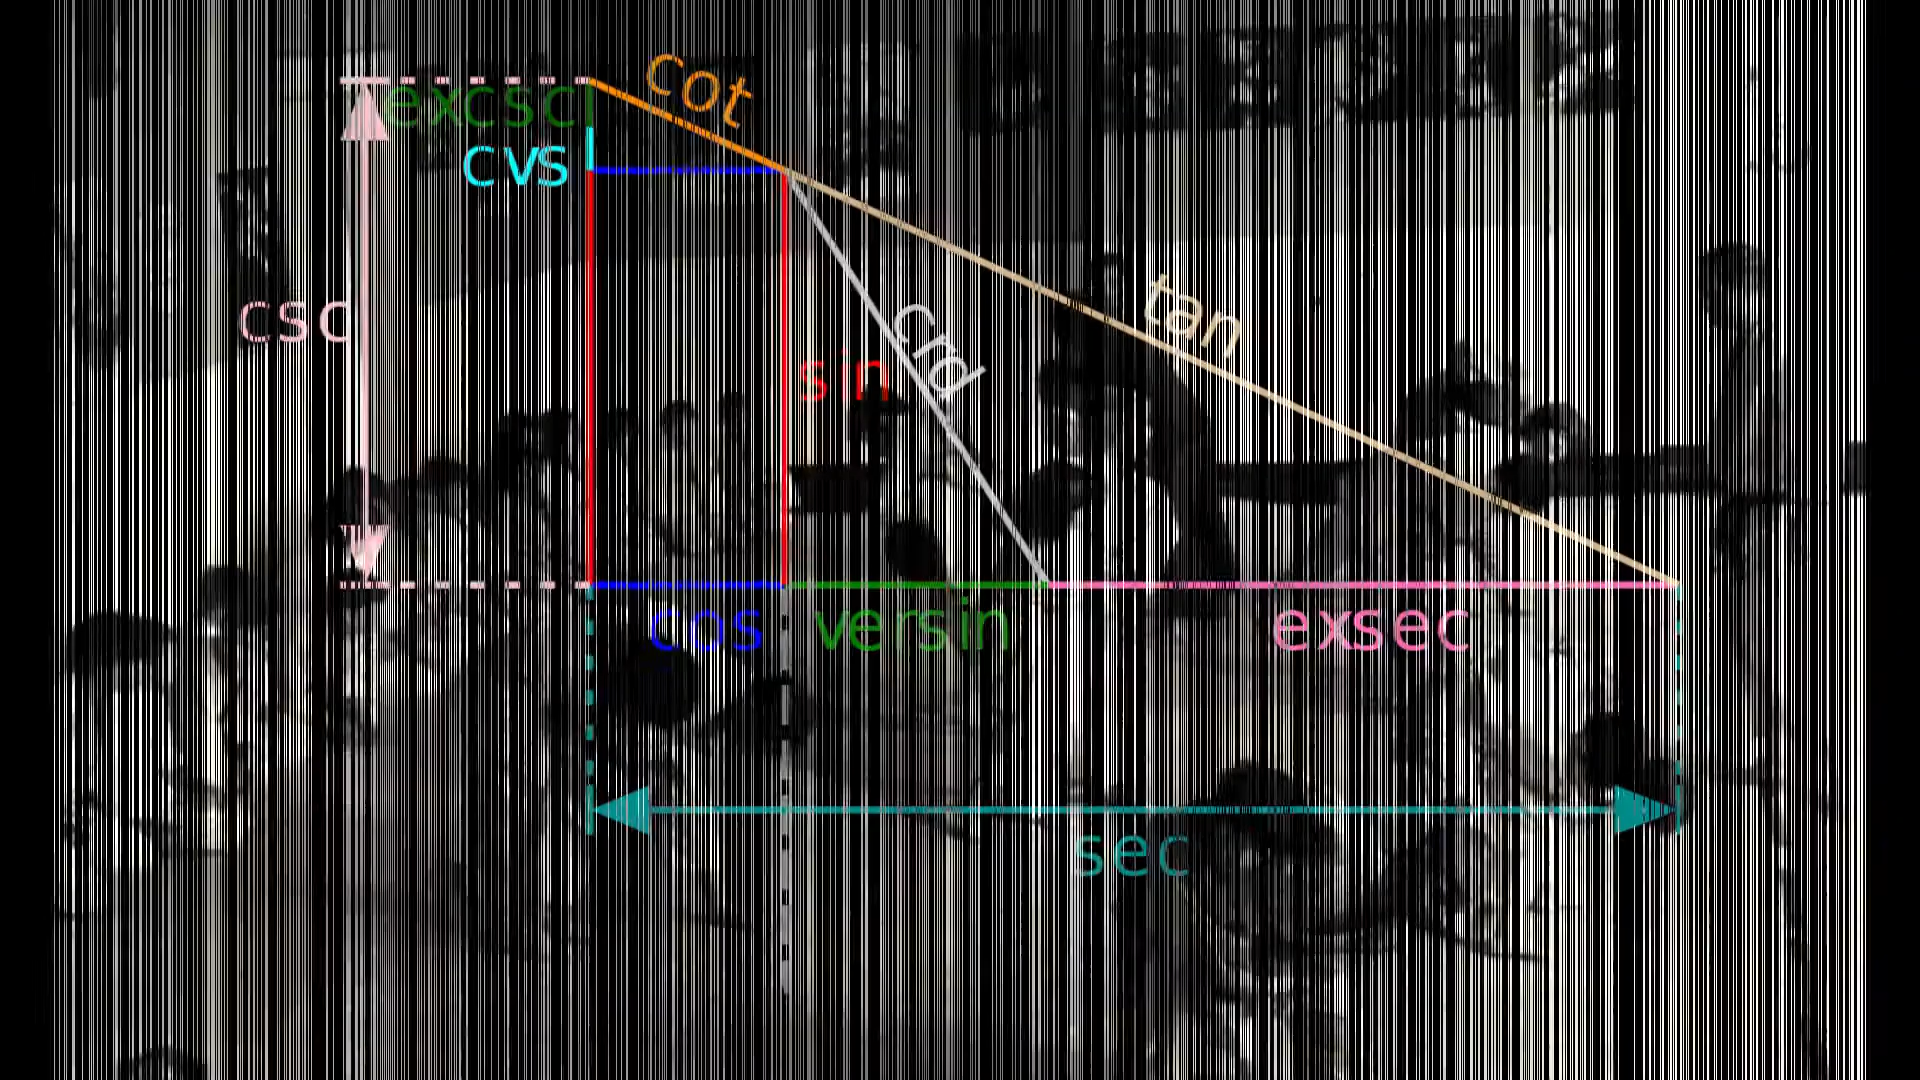 cot
excsc
cvs
csc
tan
crd
sin
cos
versin
exsec
sec